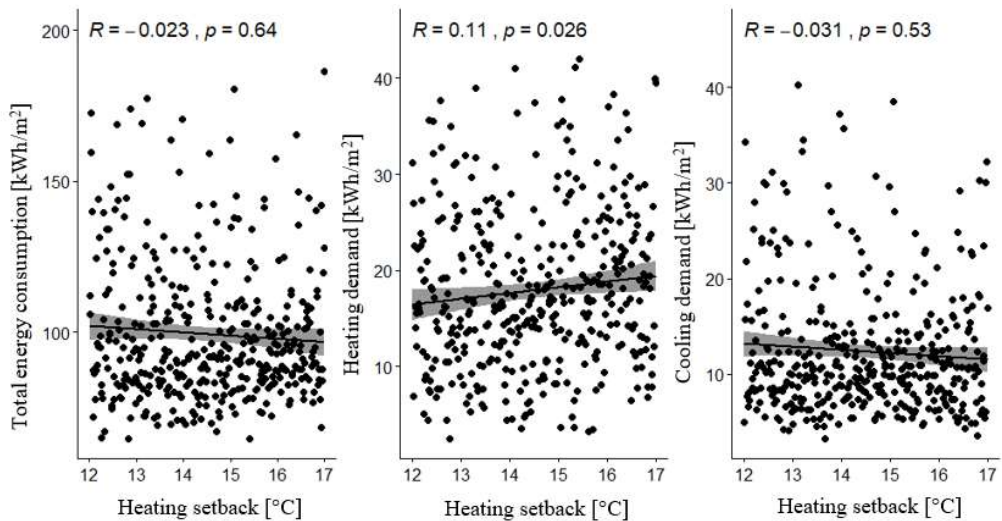 R = −0.023 , p = 0.64
Total energy consumption [kWh/m²]
200
150
100
12 13 14 15 16 17
Heating setback [°C]
R = 0.11 , p = 0.026
Heating demand [kWh/m²]
40
30
20
10
12 13 14 15 16 17
Heating setback [°C]
R = −0.031 , p = 0.53
Cooling demand [kWh/m²]
40
30
20
10
12 13 14 15 16 17
Heating setback [°C]